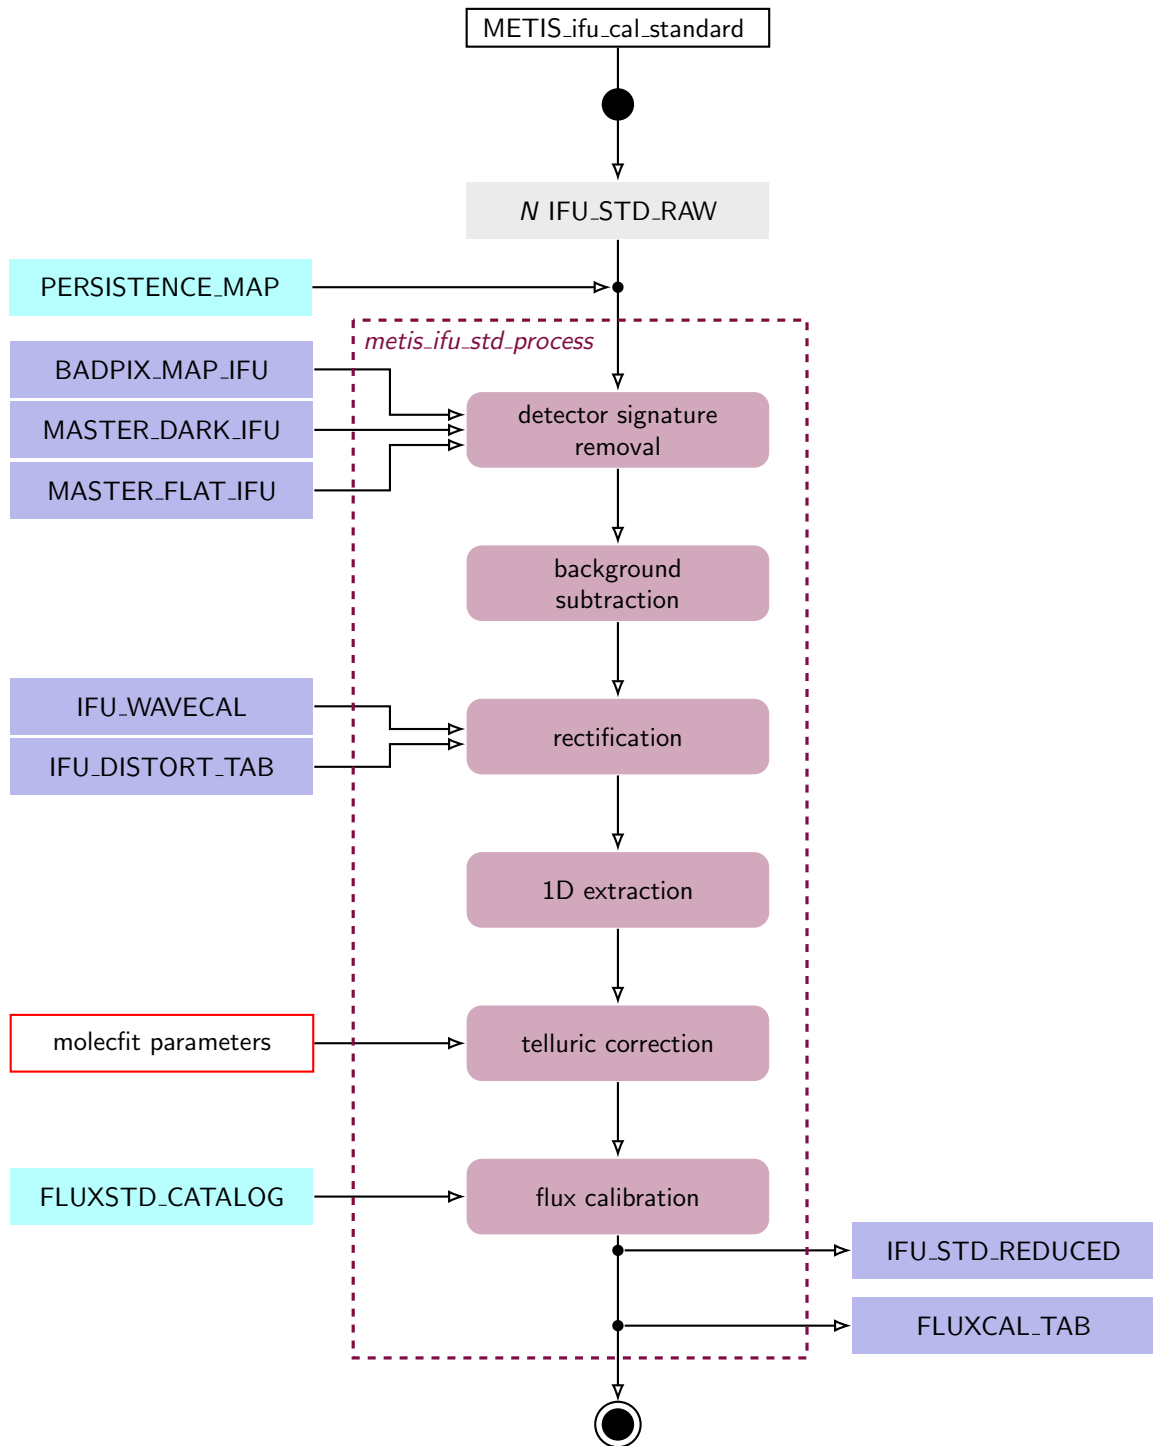 METIS_ifu_cal_standard
N IFU_STD_RAW
PERSISTENCE_MAP
metis_ifu_std_process
BADPIX_MAP_IFU
MASTER_DARK_IFU
MASTER_FLAT_IFU
detector signature
removal
background
subtraction
IFU_WAVECAL
IFU_DISTORT_TAB
rectification
1D extraction
molecfit parameters
telluric correction
FLUXSTD_CATALOG
flux calibration
IFU_STD_REDUCED
FLUXCAL_TAB